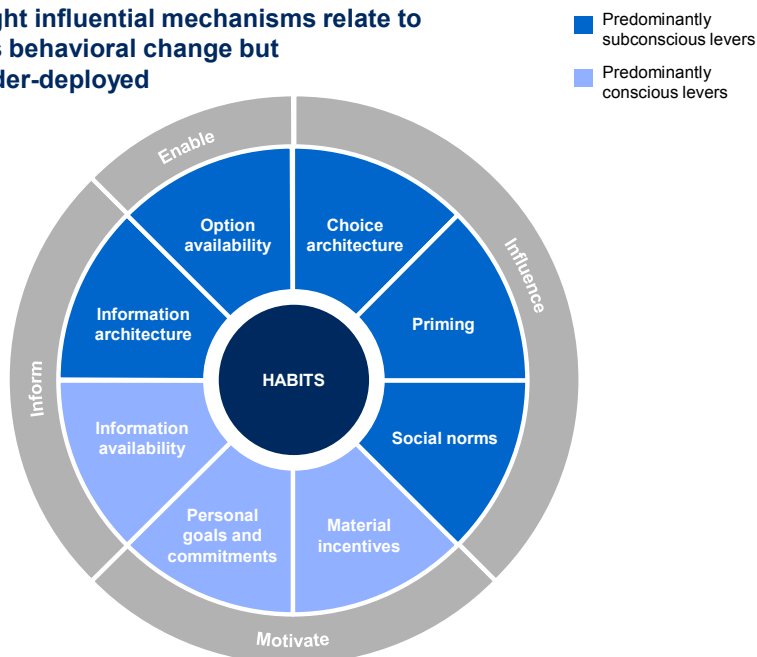 ght influential mechanisms relate to
s behavioral change but
der-deployed
Predominantly
subconscious levers
Predominantly
conscious levers
Enable
Influence
Inform
Motivate
Option
availability
Choice
architecture
Information
architecture
Priming
HABITS
Information
availability
Social norms
Personal
goals and
commitments
Material
incentives